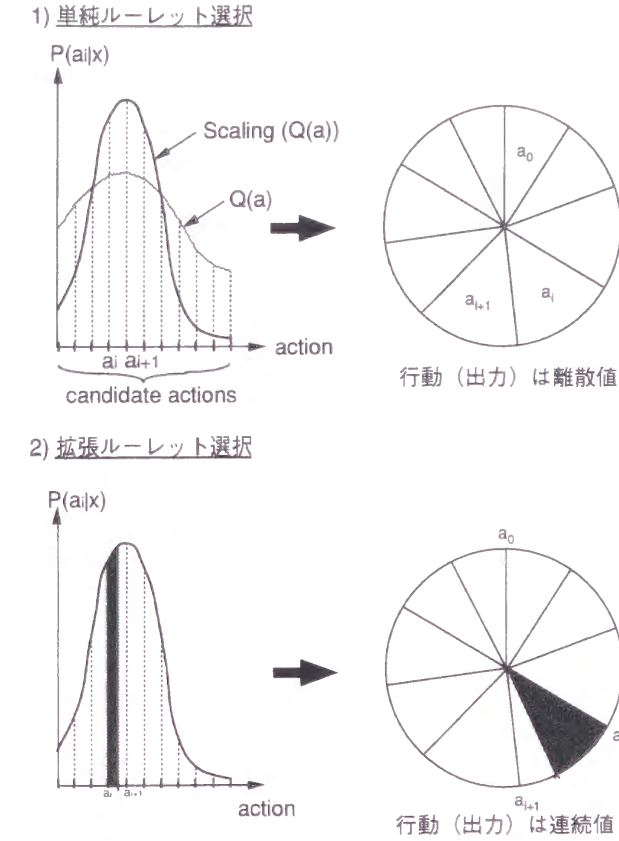 1) 単純ルーレット選択
P(ai|x)
Scaling (Q(a))
Q(a)
a0
ai+1 ai
ai ai+1
action
candidate actions
行動（出力）は離散値
2) 拡張ルーレット選択
P(ai|x)
a0
a
ai ai+1
ai+1
action
行動（出力）は連続値